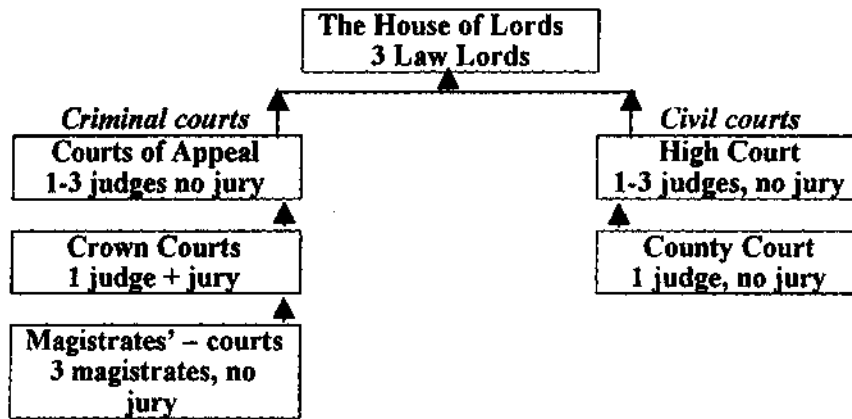 The House of Lords
3 Law Lords
Criminal courts
Courts of Appeal
1-3 judges no jury
Crown Courts
1 judge + jury
Magistrates’ – courts
3 magistrates, no
jury
Civil courts
High Court
1-3 judges, no jury
County Court
1 judge, no jury